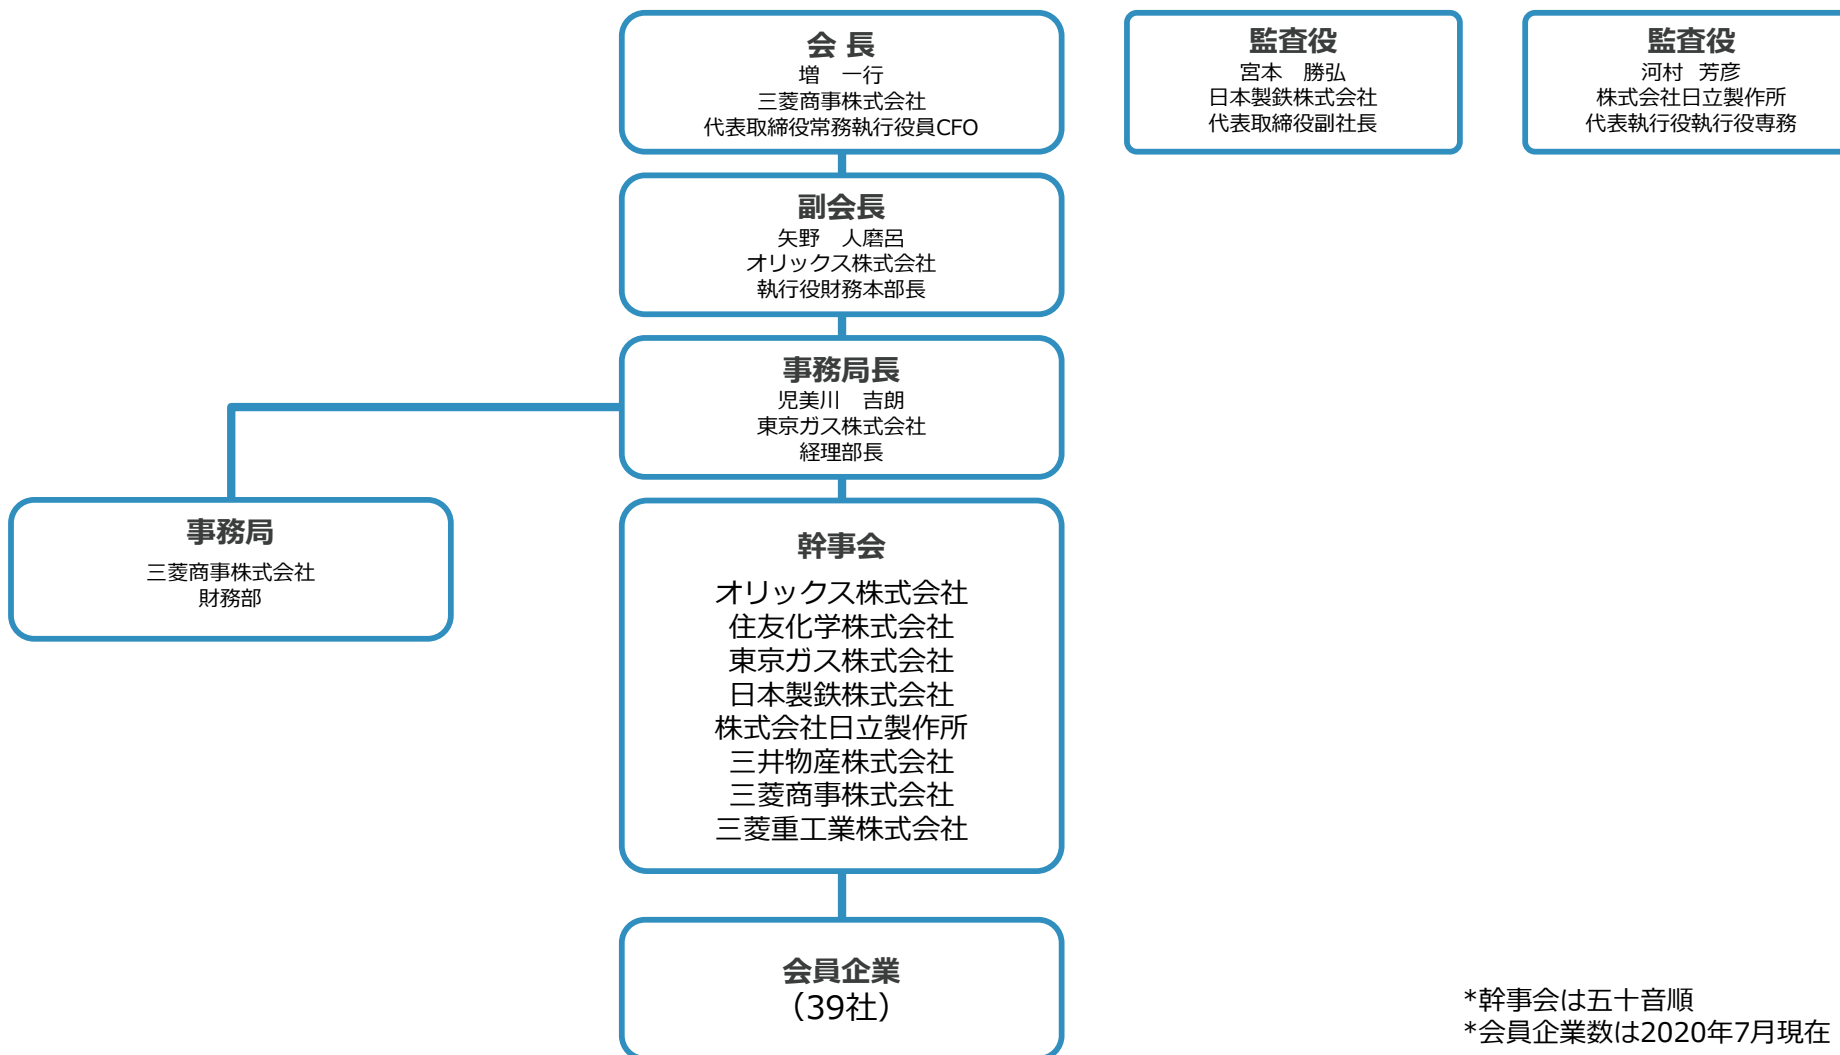 会 長
増　一行
三菱商事株式会社
代表取締役常務執行役員CFO
監査役
宮本　勝弘
日本製鉄株式会社
代表取締役副社長
監査役
河村 芳彦
株式会社日立製作所
代表執行役執行役専務
副会長
矢野　人磨呂
オリックス株式会社
執行役財務本部長
事務局長
児美川　吉朗
東京ガス株式会社
経理部長
事務局
三菱商事株式会社
財務部
幹事会
オリックス株式会社
住友化学株式会社
東京ガス株式会社
日本製鉄株式会社
株式会社日立製作所
三井物産株式会社
三菱商事株式会社
三菱重工業株式会社
会員企業
（39社）
*幹事会は五十音順
*会員企業数は2020年7月現在